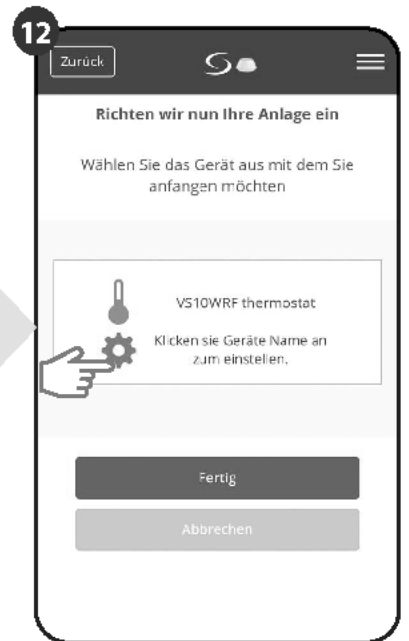 12
Zurück
Richten wir nun Ihre Anlage ein
Wählen Sie das Gerät aus mit dem Sie
anfangen möchten
VS10WRF thermostat
Klicken sie Geräte Name an
zum einstellen.
Fertig
Abbrechen